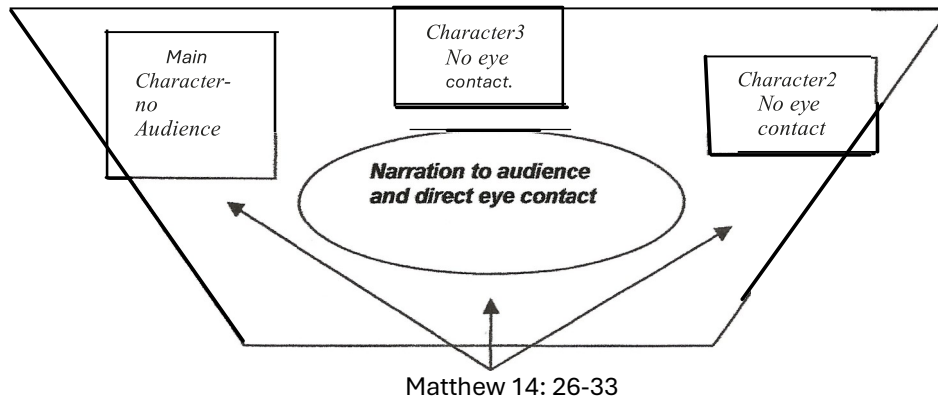 Main
Character-
no
Audience
Character3
No eye
contact.
Character2
No eye
contact
Narration to audience
and direct eye contact
Matthew 14: 26-33